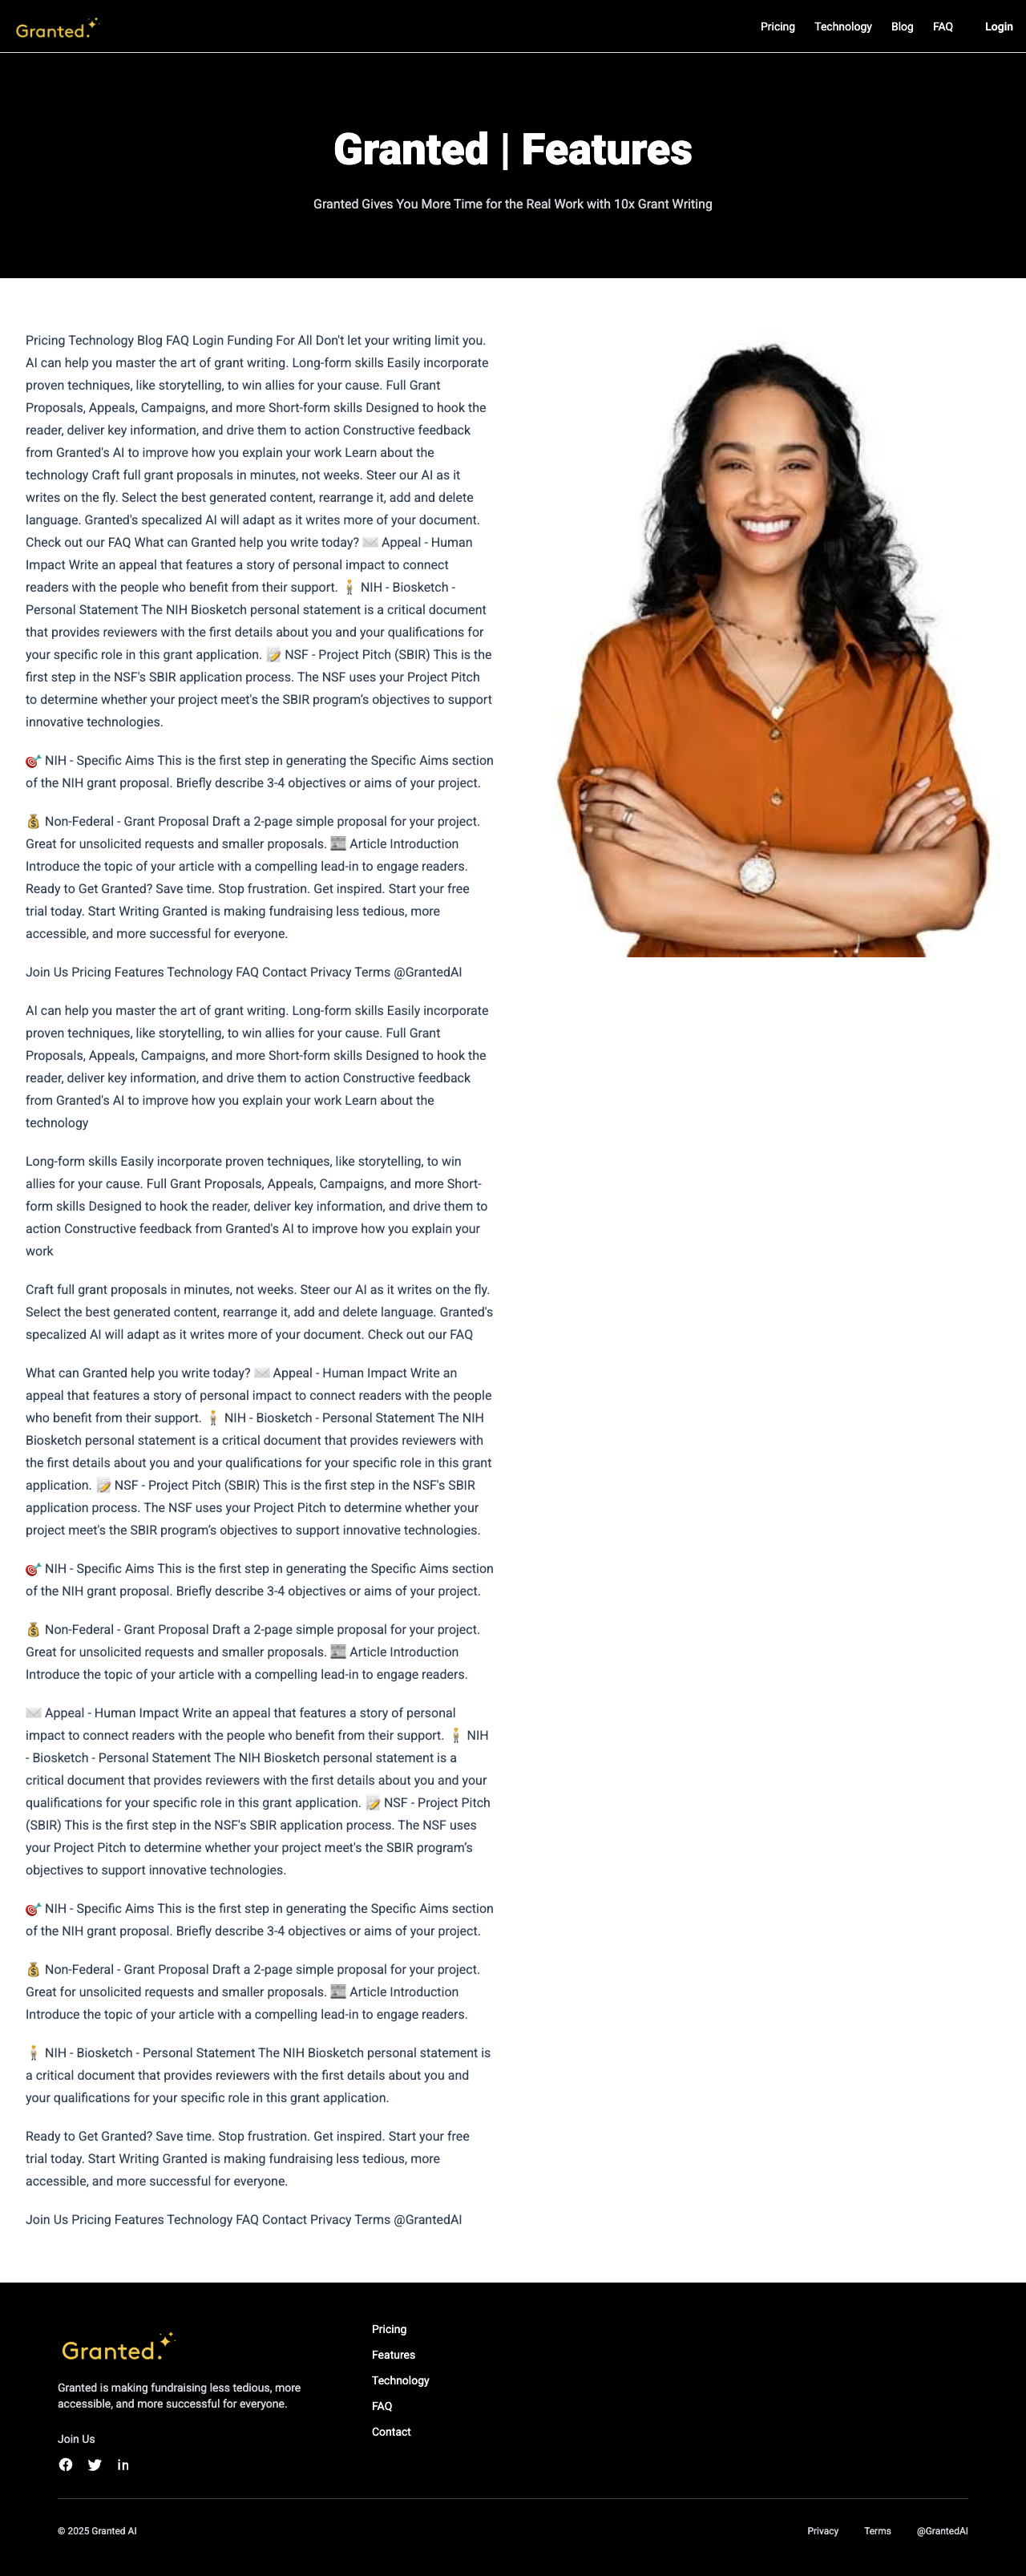 Granted.
Pricing Technology Blog FAQ Login
Granted | Features
Granted Gives You More Time for the Real Work with 10x Grant Writing
Pricing Technology Blog FAQ Login Funding For All Don't let your writing limit you.
AI can help you master the art of grant writing. Long-form skills Easily incorporate
proven techniques, like storytelling, to win allies for your cause. Full Grant
Proposals, Appeals, Campaigns, and more Short-form skills Designed to hook the
reader, deliver key information, and drive them to action Constructive feedback
from Granted's AI to improve how you explain your work Learn about the
technology Craft full grant proposals in minutes, not weeks. Steer our AI as it
writes on the fly. Select the best generated content, rearrange it, add and delete
language. Granted's specalized AI will adapt as it writes more of your document.
Check out our FAQ What can Granted help you write today? ✉️ Appeal - Human
Impact Write an appeal that features a story of personal impact to connect
readers with the people who benefit from their support. 🧍 NIH - Biosketch -
Personal Statement The NIH Biosketch personal statement is a critical document
that provides reviewers with the first details about you and your qualifications for
your specific role in this grant application. 📝 NSF - Project Pitch (SBIR) This is the
first step in the NSF's SBIR application process. The NSF uses your Project Pitch
to determine whether your project meet's the SBIR program’s objectives to support
innovative technologies.
🎯 NIH - Specific Aims This is the first step in generating the Specific Aims section
of the NIH grant proposal. Briefly describe 3-4 objectives or aims of your project.
💰 Non-Federal - Grant Proposal Draft a 2-page simple proposal for your project.
Great for unsolicited requests and smaller proposals. 📰 Article Introduction
Introduce the topic of your article with a compelling lead-in to engage readers.
Ready to Get Granted? Save time. Stop frustration. Get inspired. Start your free
trial today. Start Writing Granted is making fundraising less tedious, more
accessible, and more successful for everyone.
Join Us Pricing Features Technology FAQ Contact Privacy Terms @GrantedAI
AI can help you master the art of grant writing. Long-form skills Easily incorporate
proven techniques, like storytelling, to win allies for your cause. Full Grant
Proposals, Appeals, Campaigns, and more Short-form skills Designed to hook the
reader, deliver key information, and drive them to action Constructive feedback
from Granted's AI to improve how you explain your work Learn about the
technology
Long-form skills Easily incorporate proven techniques, like storytelling, to win
allies for your cause. Full Grant Proposals, Appeals, Campaigns, and more Short-
form skills Designed to hook the reader, deliver key information, and drive them to
action Constructive feedback from Granted's AI to improve how you explain your
work
Craft full grant proposals in minutes, not weeks. Steer our AI as it writes on the fly.
Select the best generated content, rearrange it, add and delete language. Granted's
specalized AI will adapt as it writes more of your document. Check out our FAQ
What can Granted help you write today? ✉️ Appeal - Human Impact Write an
appeal that features a story of personal impact to connect readers with the people
who benefit from their support. 🧍 NIH - Biosketch - Personal Statement The NIH
Biosketch personal statement is a critical document that provides reviewers with
the first details about you and your qualifications for your specific role in this grant
application. 📝 NSF - Project Pitch (SBIR) This is the first step in the NSF's SBIR
application process. The NSF uses your Project Pitch to determine whether your
project meet's the SBIR program’s objectives to support innovative technologies.
🎯 NIH - Specific Aims This is the first step in generating the Specific Aims section
of the NIH grant proposal. Briefly describe 3-4 objectives or aims of your project.
💰 Non-Federal - Grant Proposal Draft a 2-page simple proposal for your project.
Great for unsolicited requests and smaller proposals. 📰 Article Introduction
Introduce the topic of your article with a compelling lead-in to engage readers.
✉️ Appeal - Human Impact Write an appeal that features a story of personal
impact to connect readers with the people who benefit from their support. 🧍 NIH
- Biosketch - Personal Statement The NIH Biosketch personal statement is a
critical document that provides reviewers with the first details about you and your
qualifications for your specific role in this grant application. 📝 NSF - Project Pitch
(SBIR) This is the first step in the NSF's SBIR application process. The NSF uses
your Project Pitch to determine whether your project meet's the SBIR program’s
objectives to support innovative technologies.
🎯 NIH - Specific Aims This is the first step in generating the Specific Aims section
of the NIH grant proposal. Briefly describe 3-4 objectives or aims of your project.
💰 Non-Federal - Grant Proposal Draft a 2-page simple proposal for your project.
Great for unsolicited requests and smaller proposals. 📰 Article Introduction
Introduce the topic of your article with a compelling lead-in to engage readers.
🧍 NIH - Biosketch - Personal Statement The NIH Biosketch personal statement is
a critical document that provides reviewers with the first details about you and
your qualifications for your specific role in this grant application.
Ready to Get Granted? Save time. Stop frustration. Get inspired. Start your free
trial today. Start Writing Granted is making fundraising less tedious, more
accessible, and more successful for everyone.
Join Us Pricing Features Technology FAQ Contact Privacy Terms @GrantedAI
Granted.
Granted is making fundraising less tedious, more
accessible, and more successful for everyone.
Join Us
Pricing
Features
Technology
FAQ
Contact
© 2025 Granted AI
Privacy Terms @GrantedAI